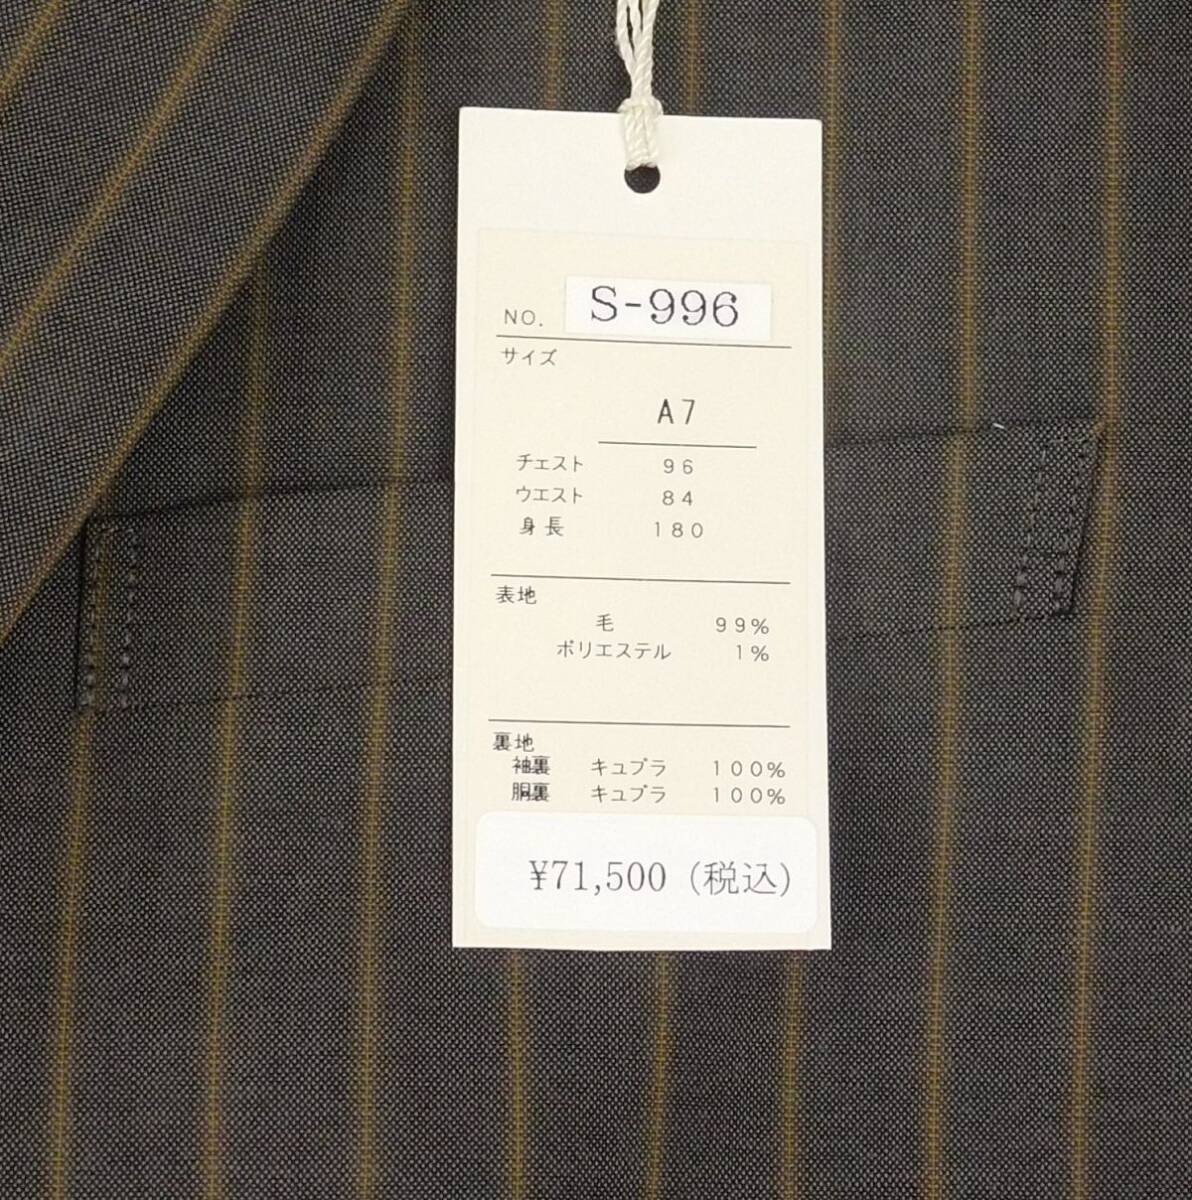 NO. S-996
サイズ
A7
チェスト 96
ウエスト 84
身長 180
表地
毛 99%
ポリエステル 1%
裏地
袖裏 キュプラ 100%
胴裏 キュプラ 100%
¥71,500 (税込)